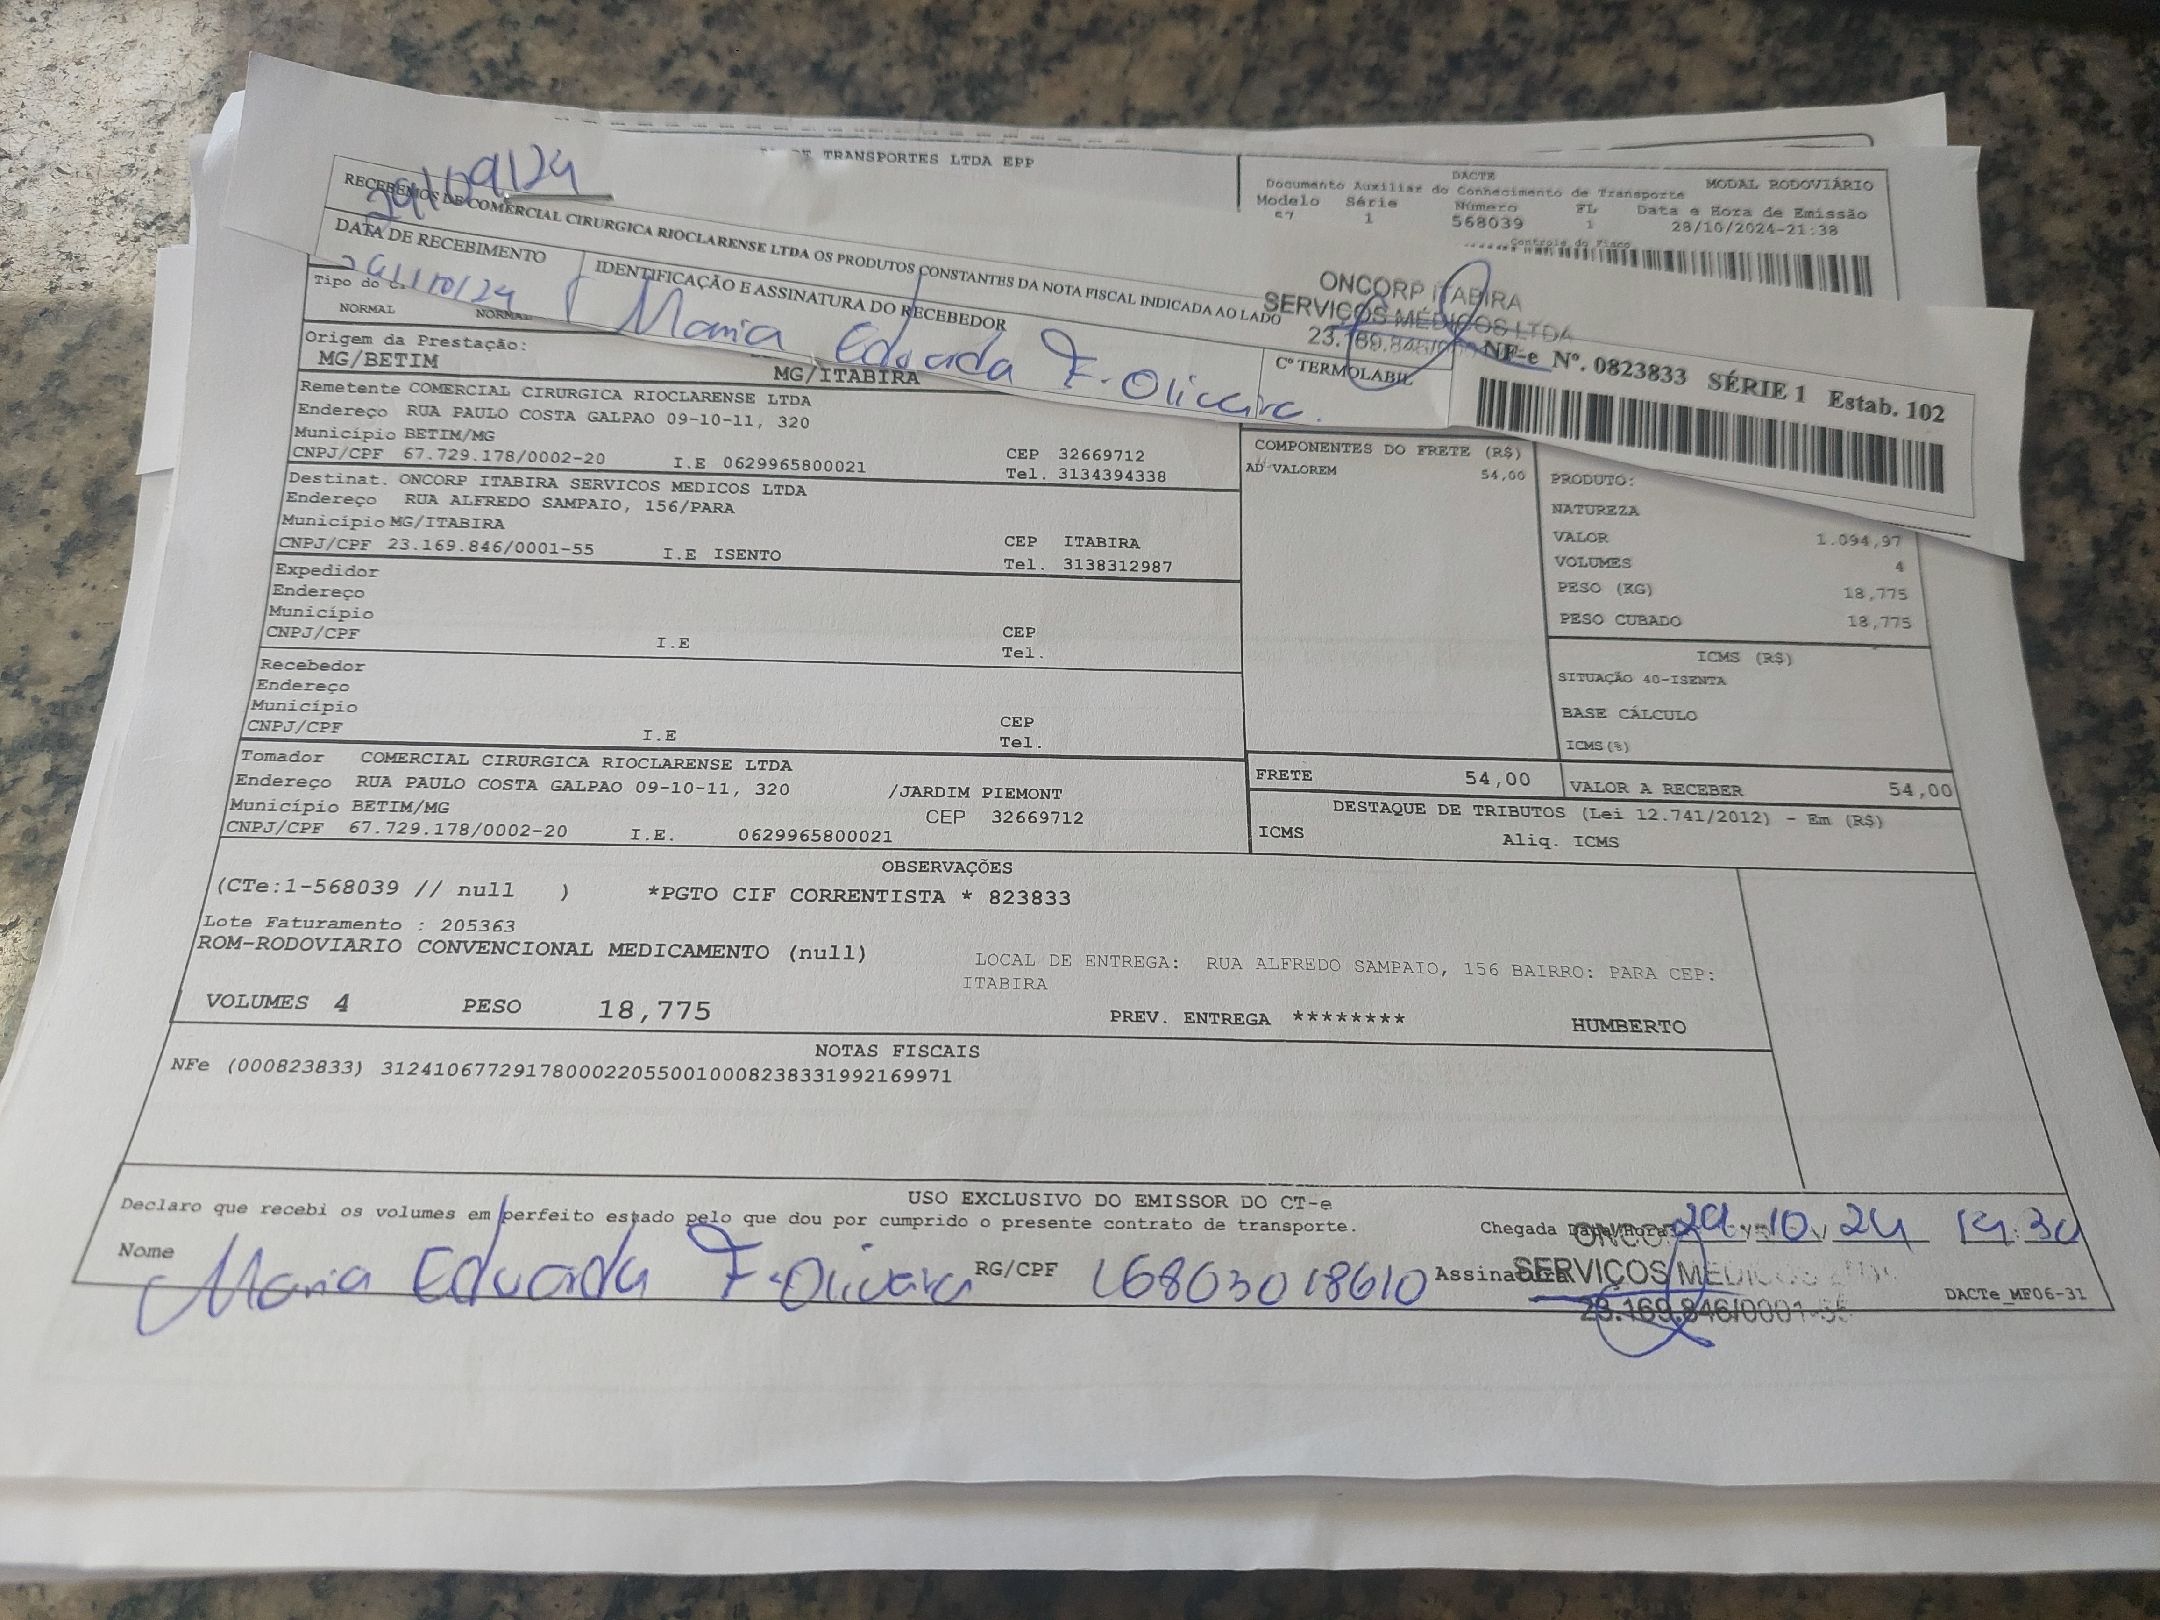 TRANSPORTES LTDA EPP
DACTE
Documento Auxiliar do Conhecimento de Transporte
MODAL RODOVIÁRIO
Modelo Série Número FL Data e Hora de Emissão
57 1 568039 1 28/10/2024-21:38
Controle do Fisco
RECEBEMOS DE COMERCIAL CIRURGICA RIOCLARENSE LTDA OS PRODUTOS CONSTANTES DA NOTA FISCAL INDICADA AO LADO
DATA DE RECEBIMENTO
29/10/24
IDENTIFICAÇÃO E ASSINATURA DO RECEBEDOR
Maria Eduarda F. Oliveira.
ONCORP ITABIRA
SERVIÇOS MÉDICOS LTDA
C° TERMOLABIL
NF-e Nº. 0823833 SÉRIE 1 Estab. 102
NORMAL NORMAL
Origem da Prestação:
MG/BETIM MG/ITABIRA
Remetente COMERCIAL CIRURGICA RIOCLARENSE LTDA
Endereço RUA PAULO COSTA GALPAO 09-10-11, 320
Município BETIM/MG CEP 32669712
CNPJ/CPF 67.729.178/0002-20 I.E 0629965800021 Tel. 3134394338
Destinat. ONCORP ITABIRA SERVICOS MEDICOS LTDA
Endereço RUA ALFREDO SAMPAIO, 156/PARA
Município MG/ITABIRA CEP ITABIRA
CNPJ/CPF 23.169.846/0001-55 I.E ISENTO Tel. 3138312987
Expedidor
Endereço
Município CEP
CNPJ/CPF I.E Tel.
Recebedor
Endereço
Município CEP
CNPJ/CPF I.E Tel.
Tomador COMERCIAL CIRURGICA RIOCLARENSE LTDA
Endereço RUA PAULO COSTA GALPAO 09-10-11, 320 /JARDIM PIEMONT
Município BETIM/MG CEP 32669712
CNPJ/CPF 67.729.178/0002-20 I.E. 0629965800021
COMPONENTES DO FRETE (R$)
AD VALOREM 54,00
PRODUTO:
NATUREZA
VALOR 1.094,97
VOLUMES 4
PESO (KG) 18,775
PESO CUBADO 18,775
ICMS (R$)
SITUAÇÃO 40-ISENTA
BASE CÁLCULO
ICMS(%)
FRETE 54,00 VALOR A RECEBER 54,00
DESTAQUE DE TRIBUTOS (Lei 12.741/2012) - Em (R$)
ICMS Aliq. ICMS
OBSERVAÇÕES
(CTe:1-568039 // null ) *PGTO CIF CORRENTISTA * 823833
Lote Faturamento : 205363
ROM-RODOVIARIO CONVENCIONAL MEDICAMENTO (null)
LOCAL DE ENTREGA: RUA ALFREDO SAMPAIO, 156 BAIRRO: PARA CEP:
ITABIRA
VOLUMES 4 PESO 18,775 PREV. ENTREGA ******** HUMBERTO
NOTAS FISCAIS
NFe (000823833) 31241067729178000220550010008238331992169971
USO EXCLUSIVO DO EMISSOR DO CT-e
Declaro que recebi os volumes em perfeito estado pelo que dou por cumprido o presente contrato de transporte.
Chegada Data/Hora 29 10 24 14:30
Nome Maria Eduarda F. Oliveira RG/CPF 16803018610 Assinatura
SERVIÇOS MÉDICOS LTDA
23.169.846/0001-55
DACTe_MF06-31